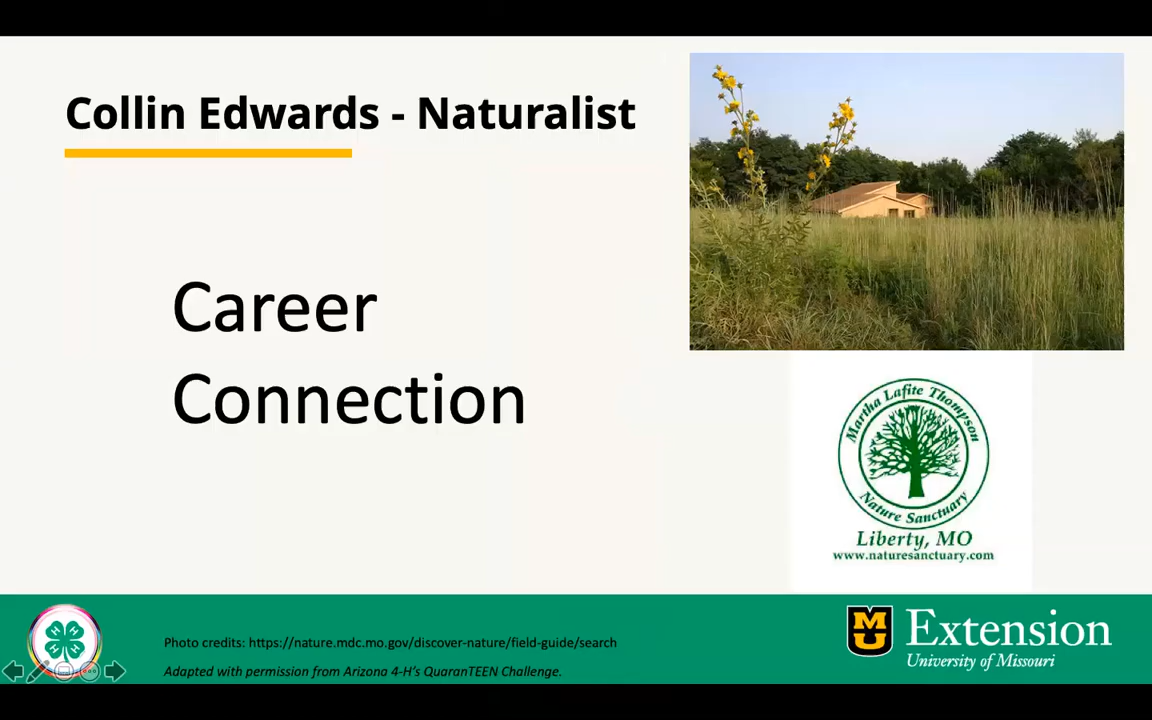 Collin Edwards - Naturalist
Career
Connection
Martha Lafite Thompson
Nature Sanctuary
Liberty, MO
www.naturesanctuary.com
H H H H
Photo credits: https://nature.mdc.mo.gov/discover-nature/field-guide/search
Adapted with permission from Arizona 4-H's QuaranTEEN Challenge.
MU
Extension
University of Missouri